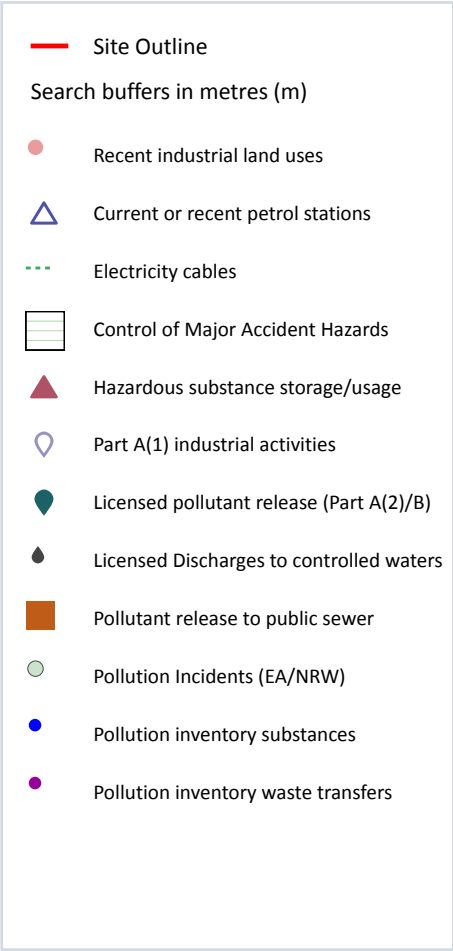 Site Outline
Search buffers in metres (m)
Recent industrial land uses
Current or recent petrol stations
Electricity cables
Control of Major Accident Hazards
Hazardous substance storage/usage
Part A(1) industrial activities
Licensed pollutant release (Part A(2)/B)
Licensed Discharges to controlled waters
Pollutant release to public sewer
Pollution Incidents (EA/NRW)
Pollution inventory substances
Pollution inventory waste transfers